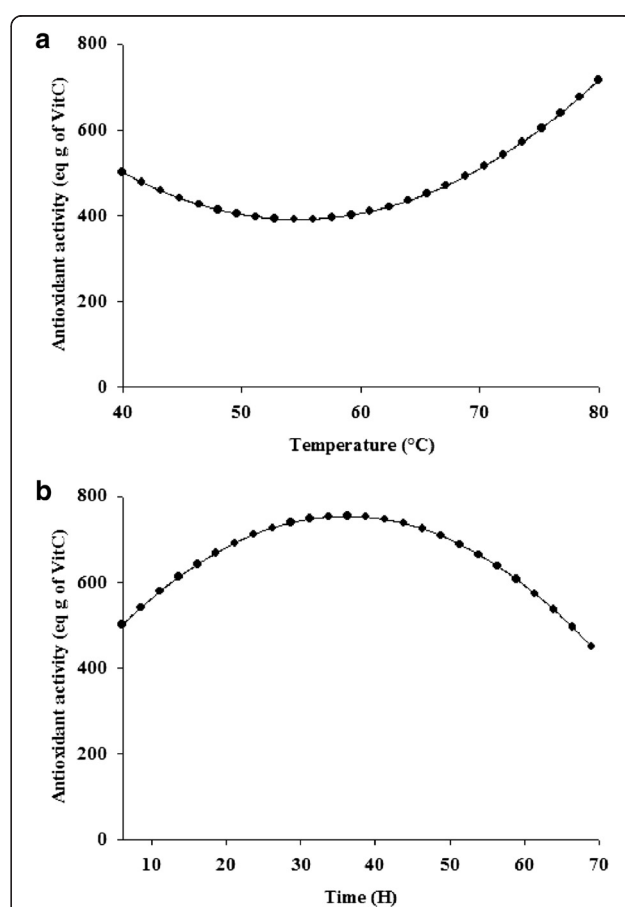 a
Antioxidant activity (eq g of VitC)
800
600
400
200
0
40 50 60 70 80
Temperature (°C)
b
Antioxidant activity (eq g of VitC)
800
600
400
200
0
10 20 30 40 50 60 70
Time (H)